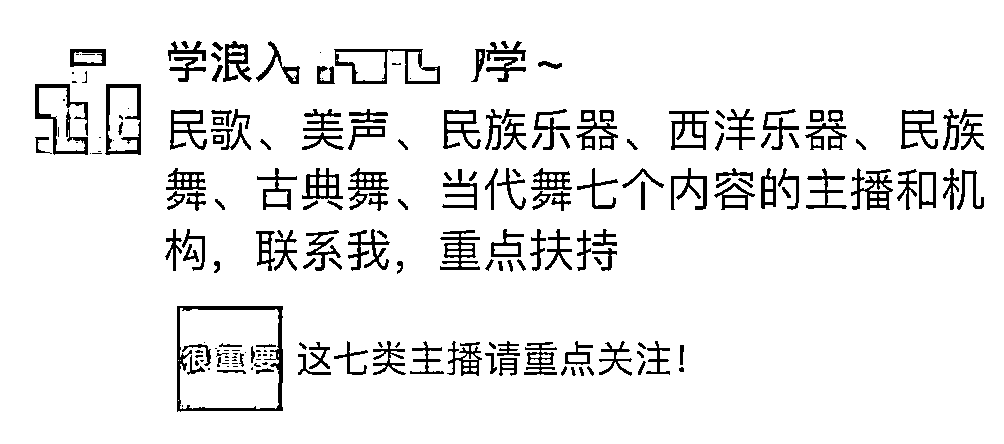 学浪入 学~
民歌、美声、民族乐器、西洋乐器、民族
舞、古典舞、当代舞七个内容的主播和机
构，联系我，重点扶持
很重要
这七类主播请重点关注！